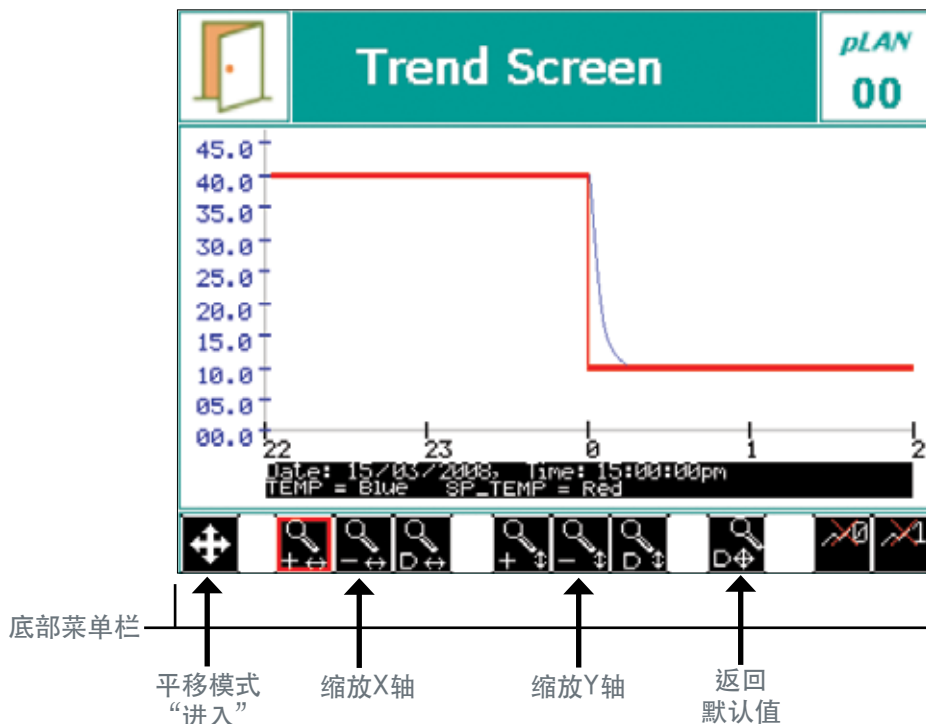 Trend Screen
pLAN
00
45.0
40.0
35.0
30.0
25.0
20.0
15.0
10.0
05.0
00.0
22 23 0 1 2
Date: 15/03/2008, Time: 15:00:00pm
TEMP = Blue SP_TEMP = Red
+ - D + - D D 0 1
底部菜单栏
平移模式
“进入”
缩放X轴
缩放Y轴
返回
默认值